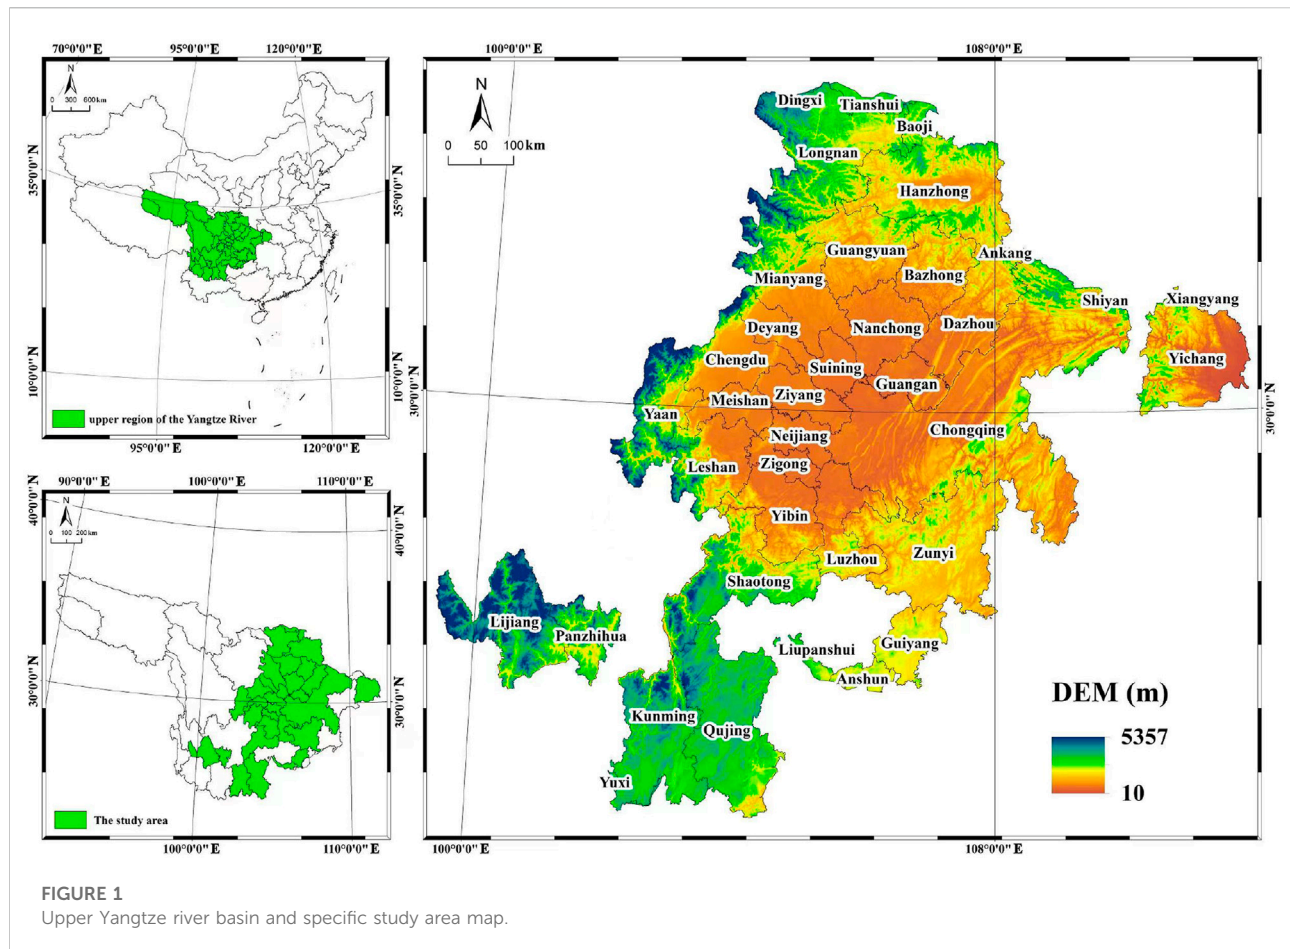 70°0'0"E 95°0'0"E 120°0'0"E
N
0 300 600km
35°0'0"N
35°0'0"N
10°0'0"N
10°0'0"N
upper region of the Yangtze River
95°0'0"E 120°0'0"E
90°0'0"E 100°0'0"E 110°0'0"E
N
0 100 200km
40°0'0"N
40°0'0"N
30°0'0"N
30°0'0"N
The study area
100°0'0"E 110°0'0"E
100°0'0"E 108°0'0"E
N
0 50 100km
Dingxi
Tianshui
Baoji
Longnan
Hanzhong
Guangyuan
Ankang
Bazhong
Mianyang
Shiyan
Xiangyang
Deyang
Nanchong
Dazhou
Chengdu
Suining
Yichang
Guangan
Meishan
Ziyang
Yaan
Neijiang
Chongqing
Leshan
Zigong
Yibin
Luzhou
Zunyi
Shaotong
Lijiang
Panzhihua
Liupanshui
Guiyang
Anshun
Kunming
Qujing
Yuxi
30°0'0"N
30°0'0"N
DEM (m)
5357
10
100°0'0"E 108°0'0"E
FIGURE 1
Upper Yangtze river basin and specific study area map.